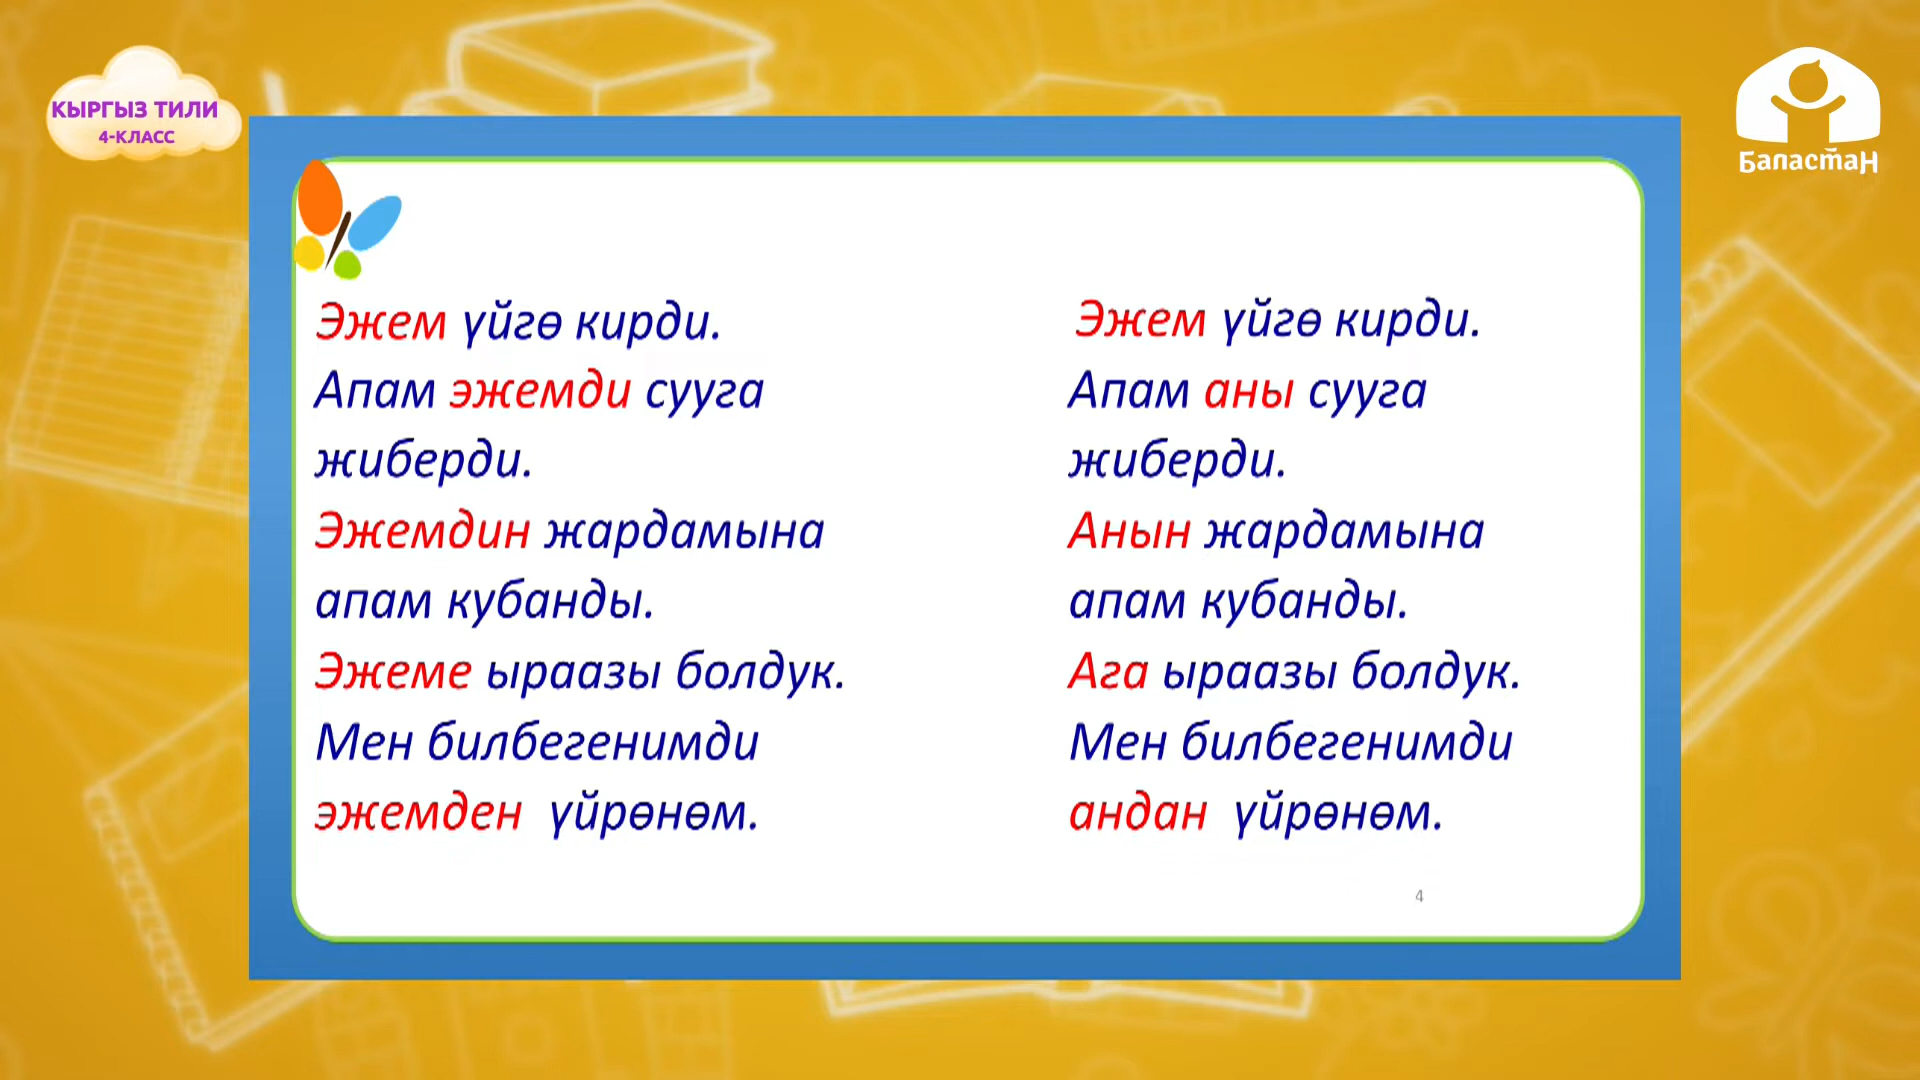 КЫРГЫЗ ТИЛИ
4-КЛАСС
Баластан
Эжем үйгө кирди.
Апам эжемди сууга
жиберди.
Эжемдин жардамына
апам кубанды.
Эжеме ыраазы болдук.
Мен билбегенимди
эжемден үйрөнөм.
Эжем үйгө кирди.
Апам аны сууга
жиберди.
Анын жардамына
апам кубанды.
Ага ыраазы болдук.
Мен билбегенимди
андан үйрөнөм.
4